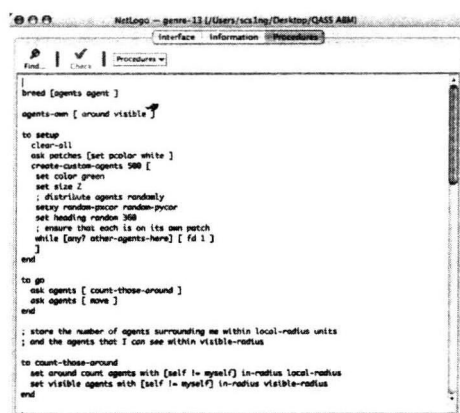 NetLogo — genre-13 {/Users/scs1ng/Desktop/QASS ABM}
Interface Information Procedures
Find... Check Procedures
breed [agents agent ]
agents-own [ around visible ]
to setup
clear-all
ask patches [set pcolor white ]
create-custom-agents 500 [
set color green
set size 2
; distribute agents randomly
setxy random-pxcor random-pycor
set heading random 360
; ensure that each is on its own patch
while [any? other-agents-here] [ fd 1 ]
]
end
to go
ask agents [ count-those-around ]
ask agents [ move ]
end
; store the number of agents surrounding me within local-radius units
; and the agents that I can see within visible-radius
to count-those-around
set around count agents with [self != myself] in-radius local-radius
set visible agents with [self != myself] in-radius visible-radius
end